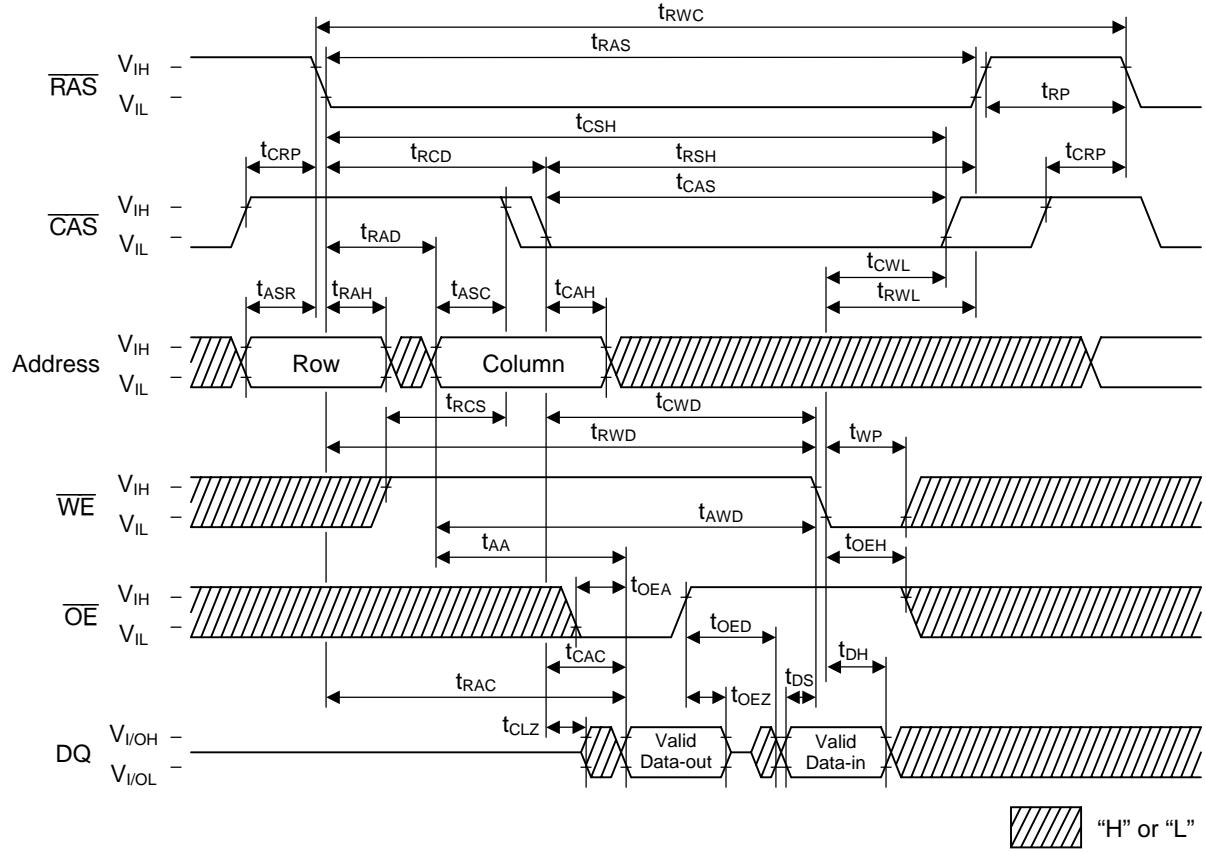 tRWC
tRAS
RAS
VIH
VIL
tRP
tCSH
tCRP
tRCD
tRSH
tCRP
tCAS
CAS
VIH
VIL
tRAD
tCWL
tRWL
tASR
tRAH
tASC
tCAH
Address
VIH
VIL
Row
Column
tRCS
tCWD
tRWD
tWP
WE
VIH
VIL
tAWD
tAA
tOEH
tOEA
OE
VIH
VIL
tOED
tCAC
tDH
tRAC
tOEZ
tDS
tCLZ
DQ
VI/OH
VI/OL
Valid
Data-out
Valid
Data-in
“H” or “L”